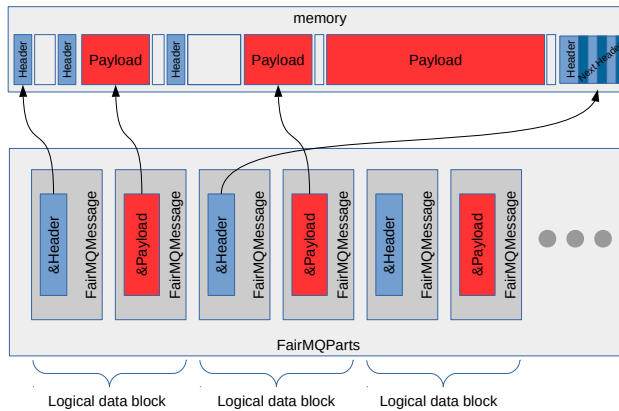 memory
Header
Header
Payload
Header
Payload
Payload
Header
Next Header
&Header
FairMQMessage
&Payload
FairMQMessage
&Header
FairMQMessage
&Payload
FairMQMessage
&Header
FairMQMessage
&Payload
FairMQMessage
FairMQParts
Logical data block
Logical data block
Logical data block